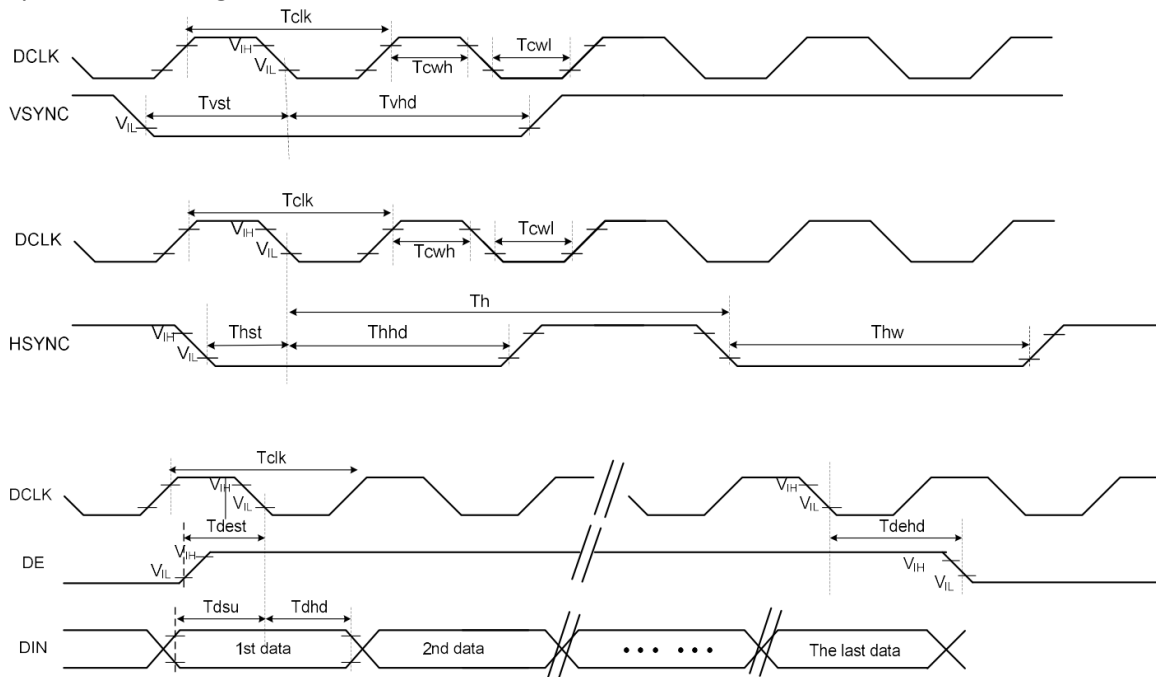 Tclk
DCLK
VIH
VIL
Tcwh
Tcwl
VSYNC
VIL
Tvst
Tvhd
Tclk
DCLK
VIH
VIL
Tcwh
Tcwl
Th
HSYNC
VIH
VIL
Thst
Thhd
Thw
Tclk
DCLK
VIH
VIL
VIH
VIL
Tdest
Tdehd
DE
VIH
VIL
VIH
VIL
Tdsu
Tdhd
DIN
1st data
2nd data
••• •••
The last data